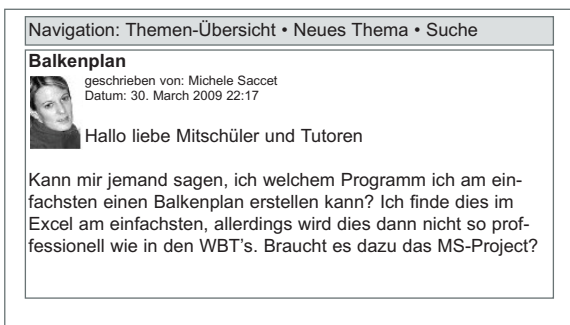 Navigation: Themen-Übersicht • Neues Thema • Suche
Balkenplan
geschrieben von: Michele Saccet
Datum: 30. March 2009 22:17
Hallo liebe Mitschüler und Tutoren
Kann mir jemand sagen, ich welchem Programm ich am ein-
fachsten einen Balkenplan erstellen kann? Ich finde dies im
Excel am einfachsten, allerdings wird dies dann nicht so prof-
fessionell wie in den WBT's. Braucht es dazu das MS-Project?